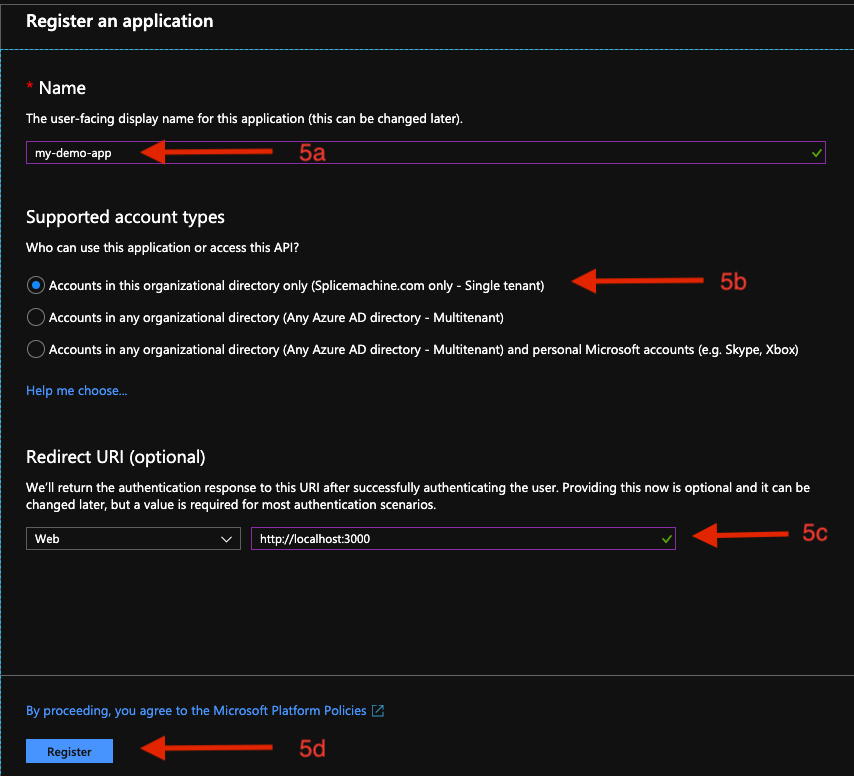 Register an application
* Name
The user-facing display name for this application (this can be changed later).
my-demo-app
5a
Supported account types
Who can use this application or access this API?
Accounts in this organizational directory only (Splicemachine.com only - Single tenant)
5b
Accounts in any organizational directory (Any Azure AD directory - Multitenant)
Accounts in any organizational directory (Any Azure AD directory - Multitenant) and personal Microsoft accounts (e.g. Skype, Xbox)
Help me choose...
Redirect URI (optional)
We'll return the authentication response to this URI after successfully authenticating the user. Providing this now is optional and it can be
changed later, but a value is required for most authentication scenarios.
Web
http://localhost:3000
5c
By proceeding, you agree to the Microsoft Platform Policies
Register
5d